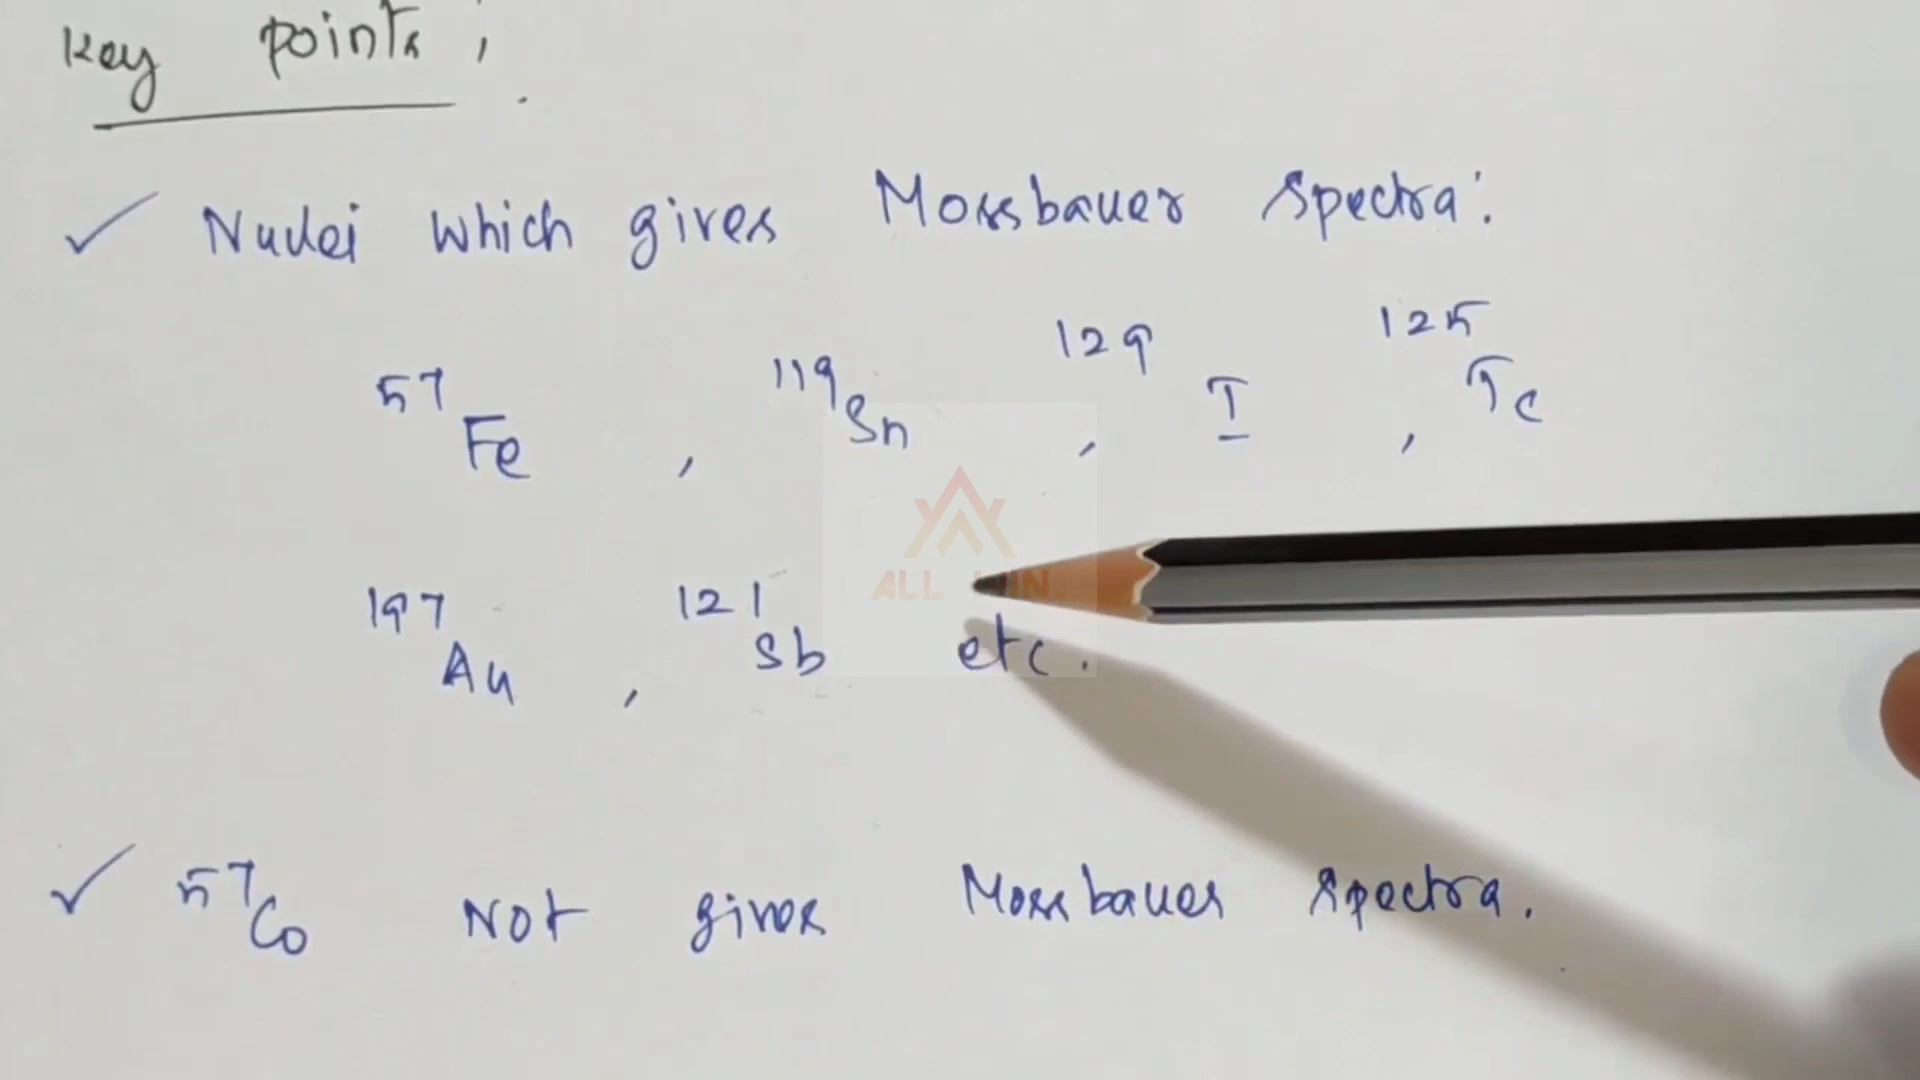 Key points :
✓ Nuclei which gives Mossbauer spectra:
⁵⁷Fe , ¹¹⁹Sn , ¹²⁹I , ¹²⁵Te
¹⁹⁷Au , ¹²¹Sb etc.
✓ ⁵⁷Co Not gives Mossbauer spectra.